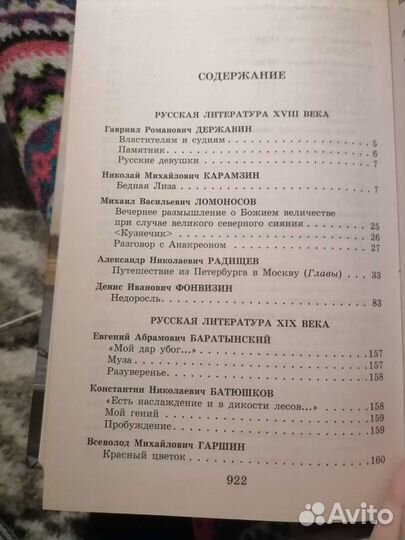 СОДЕРЖАНИЕ
РУССКАЯ ЛИТЕРАТУРА XVIII ВЕКА
Гавриил Романович ДЕРЖАВИН
Властителям и судиям . . . . . 5
Памятник . . . . . 6
Русские девушки . . . . . 7
Николай Михайлович КАРАМЗИН
Бедная Лиза . . . . . 7
Михаил Васильевич ЛОМОНОСОВ
Вечернее размышление о Божием величестве
при случае великого северного сияния . . . . . 25
<Кузнечик> . . . . . 26
Разговор с Анакреоном . . . . . 27
Александр Николаевич РАДИЩЕВ
Путешествие из Петербурга в Москву (Главы) . . . . . 33
Денис Иванович ФОНВИЗИН
Недоросль . . . . . 83
РУССКАЯ ЛИТЕРАТУРА XIX ВЕКА
Евгений Абрамович БАРАТЫНСКИЙ
«Мой дар убог...» . . . . . 157
Муза . . . . . 157
Разуверенье . . . . . 158
Константин Николаевич БАТЮШКОВ
«Есть наслаждение и в дикости лесов...» . . . . . 158
Мой гений . . . . . 159
Пробуждение . . . . . 159
Всеволод Михайлович ГАРШИН
Красный цветок . . . . . 160
922
Avito